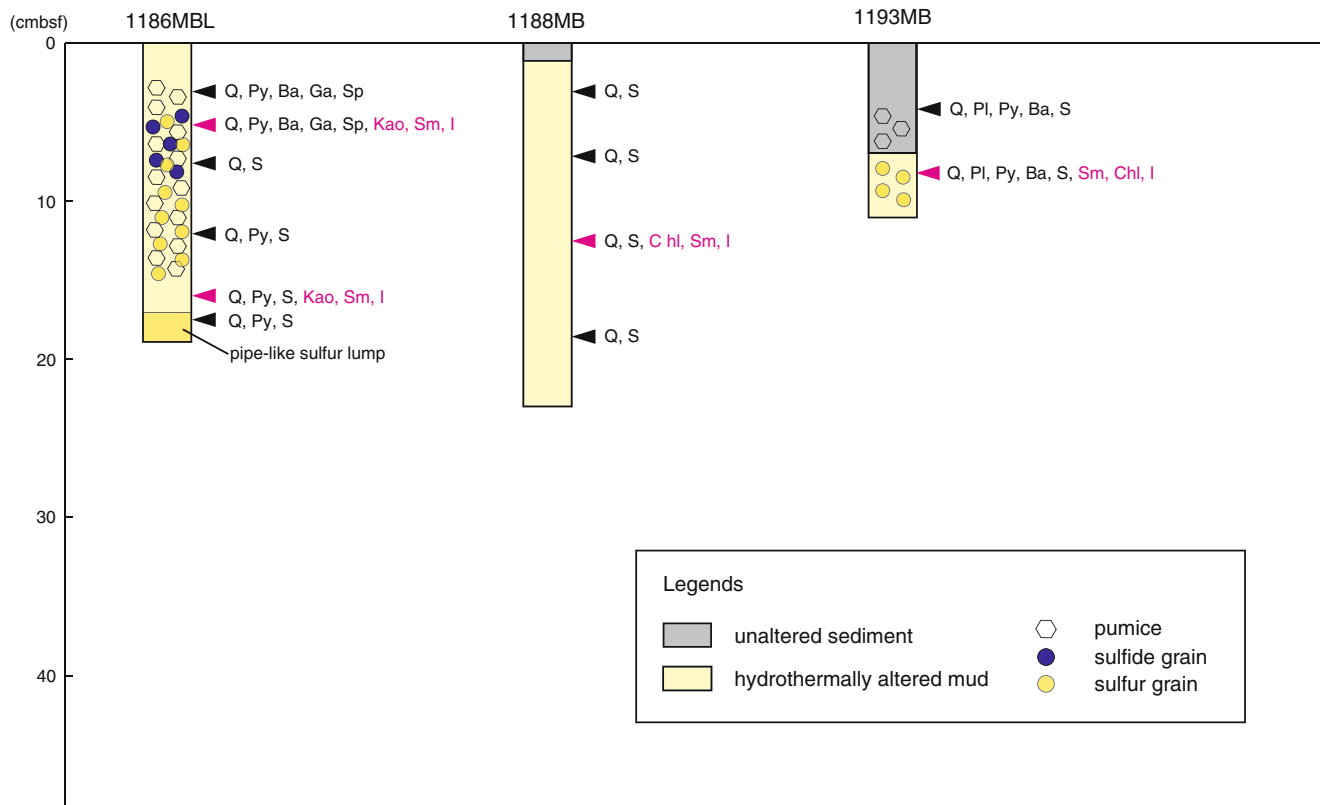 (cmbsf)
1186MBL
1188MB
1193MB
0
10
20
30
40
Q, Py, Ba, Ga, Sp
Q, Py, Ba, Ga, Sp, Kao, Sm, I
Q, S
Q, Py, S
Q, Py, S, Kao, Sm, I
Q, Py, S
pipe-like sulfur lump
Q, S
Q, S
Q, S, C hl, Sm, I
Q, S
Q, Pl, Py, Ba, S
Q, Pl, Py, Ba, S, Sm, Chl, I
Legends
unaltered sediment
hydrothermally altered mud
pumice
sulfide grain
sulfur grain